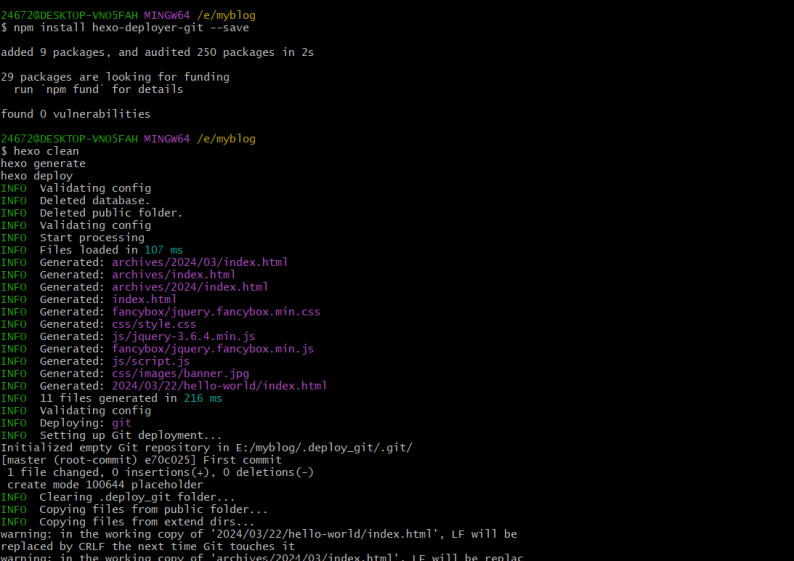 24672@DESKTOP-VNO5FAH MINGW64 /e/myblog
$ npm install hexo-deployer-git --save
added 9 packages, and audited 250 packages in 2s
29 packages are looking for funding
  run `npm fund` for details
found 0 vulnerabilities
24672@DESKTOP-VNO5FAH MINGW64 /e/myblog
$ hexo clean
hexo generate
hexo deploy
INFO  Validating config
INFO  Deleted database.
INFO  Deleted public folder.
INFO  Validating config
INFO  Start processing
INFO  Files loaded in 107 ms
INFO  Generated: archives/2024/03/index.html
INFO  Generated: archives/index.html
INFO  Generated: archives/2024/index.html
INFO  Generated: index.html
INFO  Generated: fancybox/jquery.fancybox.min.css
INFO  Generated: css/style.css
INFO  Generated: js/jquery-3.6.4.min.js
INFO  Generated: fancybox/jquery.fancybox.min.js
INFO  Generated: js/script.js
INFO  Generated: css/images/banner.jpg
INFO  Generated: 2024/03/22/hello-world/index.html
INFO  11 files generated in 216 ms
INFO  Validating config
INFO  Deploying: git
INFO  Setting up Git deployment...
Initialized empty Git repository in E:/myblog/.deploy_git/.git/
[master (root-commit) e70c025] First commit
 1 file changed, 0 insertions(+), 0 deletions(-)
 create mode 100644 placeholder
INFO  Clearing .deploy_git folder...
INFO  Copying files from public folder...
INFO  Copying files from extend dirs...
warning: in the working copy of '2024/03/22/hello-world/index.html', LF will be
replaced by CRLF the next time Git touches it
warning: in the working copy of 'archives/2024/03/index.html', LF will be replac